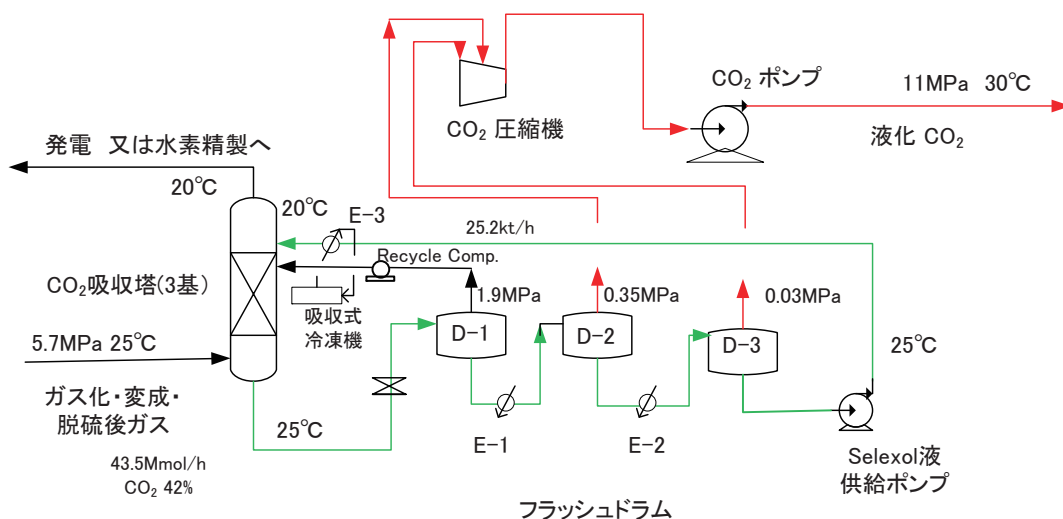 CO₂ ポンプ
11MPa 30℃
CO₂ 圧縮機
液化 CO₂
発電 又は水素精製へ
20℃
20℃
E-3
25.2kt/h
Recycle Comp.
CO₂吸収塔(3基)
吸収式
冷凍機
1.9MPa
0.35MPa
0.03MPa
D-1
D-2
D-3
5.7MPa 25℃
25℃
ガス化・変成・
脱硫後ガス
25℃
E-1
E-2
43.5Mmol/h
CO₂ 42%
Selexol液
供給ポンプ
フラッシュドラム